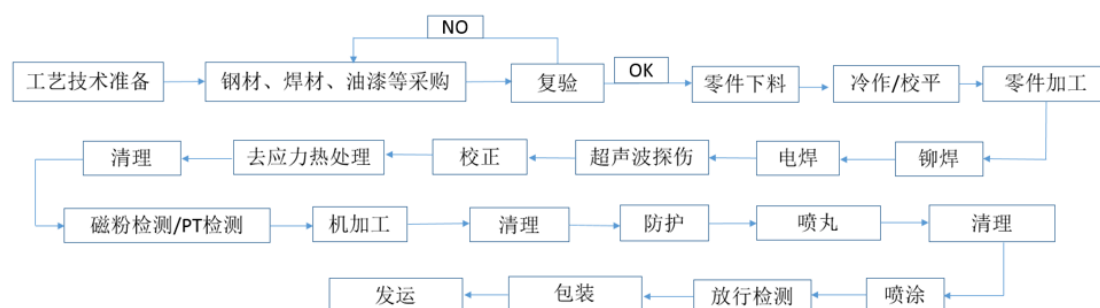 NO
工艺技术准备
钢材、焊材、油漆等采购
复验
OK
零件下料
冷作/校平
零件加工
铆焊
电焊
超声波探伤
校正
去应力热处理
清理
磁粉检测/PT检测
机加工
清理
防护
喷丸
清理
喷涂
放行检测
包装
发运